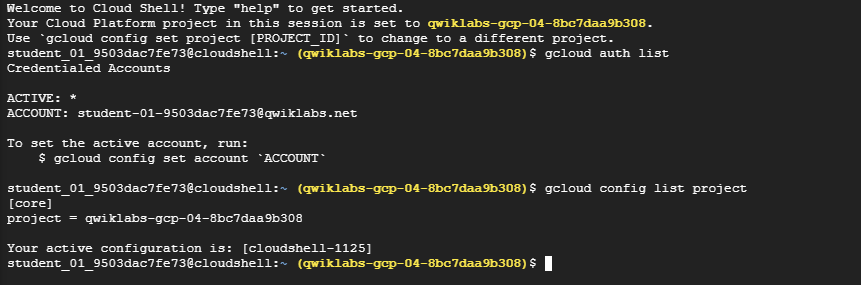 Welcome to Cloud Shell! Type "help" to get started.
Your Cloud Platform project in this session is set to qwiklabs-gcp-04-8bc7daa9b308.
Use `gcloud config set project [PROJECT_ID]` to change to a different project.
student_01_9503dac7fe73@cloudshell:~ (qwiklabs-gcp-04-8bc7daa9b308)$ gcloud auth list
Credentialed Accounts

ACTIVE: *
ACCOUNT: student-01-9503dac7fe73@qwiklabs.net

To set the active account, run:
    $ gcloud config set account `ACCOUNT`

student_01_9503dac7fe73@cloudshell:~ (qwiklabs-gcp-04-8bc7daa9b308)$ gcloud config list project
[core]
project = qwiklabs-gcp-04-8bc7daa9b308

Your active configuration is: [cloudshell-1125]
student_01_9503dac7fe73@cloudshell:~ (qwiklabs-gcp-04-8bc7daa9b308)$